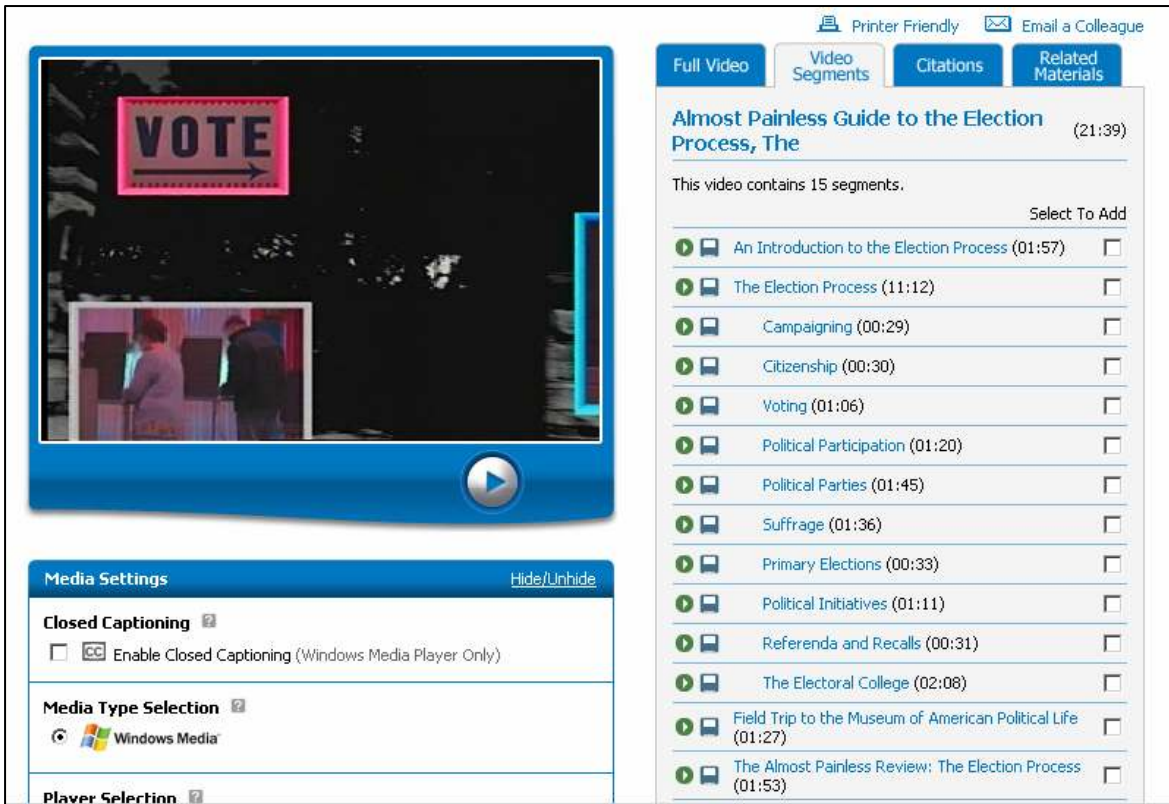 Printer Friendly
Email a Colleague
VOTE
Full Video
Video
Segments
Citations
Related
Materials
Almost Painless Guide to the Election
Process, The
(21:39)
This video contains 15 segments.
Select To Add
An Introduction to the Election Process (01:57)
The Election Process (11:12)
Campaigning (00:29)
Citizenship (00:30)
Voting (01:06)
Political Participation (01:20)
Political Parties (01:45)
Suffrage (01:36)
Primary Elections (00:33)
Political Initiatives (01:11)
Referenda and Recalls (00:31)
The Electoral College (02:08)
Field Trip to the Museum of American Political Life
(01:27)
The Almost Painless Review: The Election Process
(01:53)
Media Settings
Hide/Unhide
Closed Captioning ?
CC Enable Closed Captioning (Windows Media Player Only)
Media Type Selection ?
Windows Media
Player Selection ?